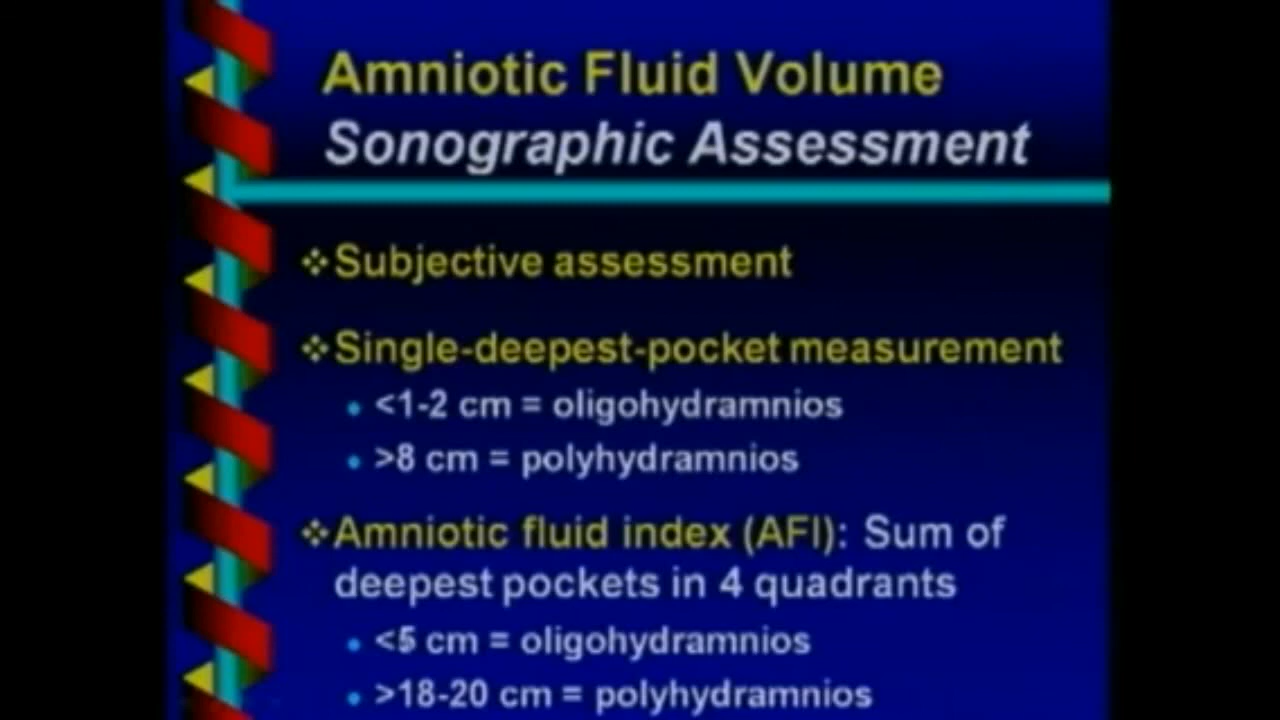 Amniotic Fluid Volume
Sonographic Assessment
❖Subjective assessment
❖Single-deepest-pocket measurement
• <1-2 cm = oligohydramnios
• >8 cm = polyhydramnios
❖Amniotic fluid index (AFI): Sum of
deepest pockets in 4 quadrants
• <5 cm = oligohydramnios
• >18-20 cm = polyhydramnios